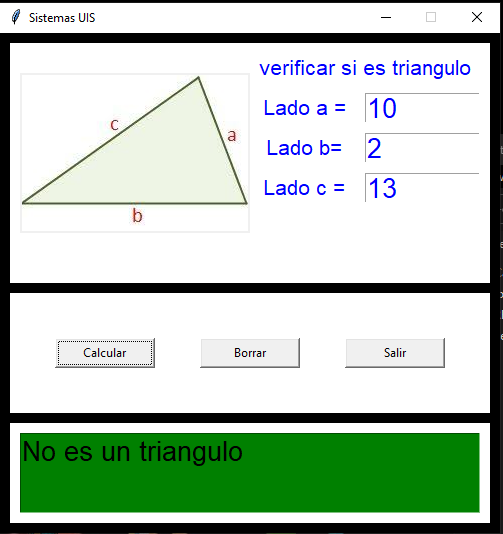 Sistemas UIS
verificar si es triangulo
c
a
b
Lado a = 10
Lado b= 2
Lado c = 13
Calcular Borrar Salir
No es un triangulo